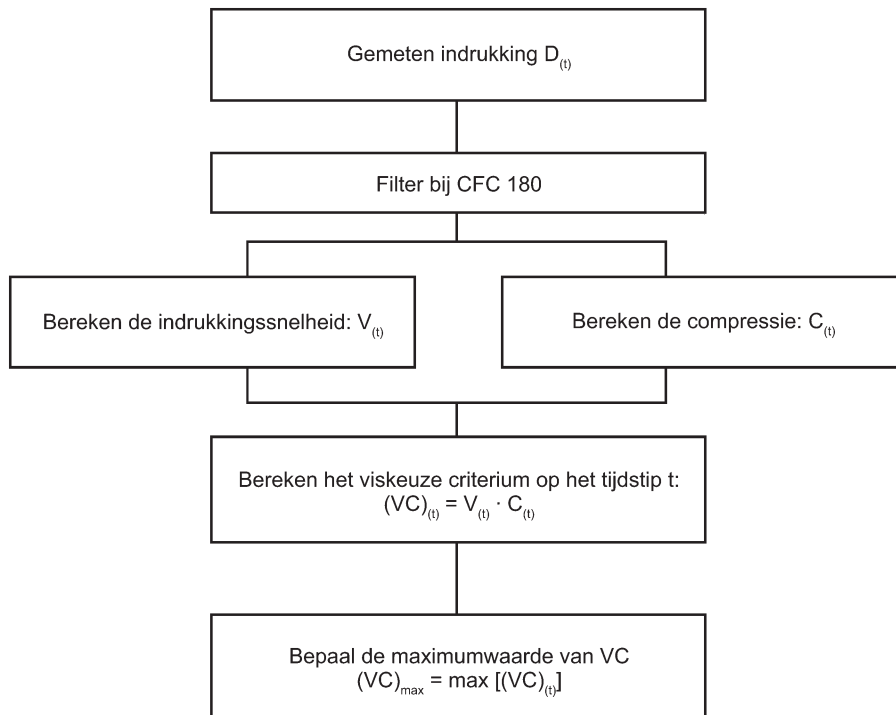 Gemeten indrukking D(t)
Filter bij CFC 180
Bereken de indrukkingssnelheid: V(t)
Bereken de compressie: C(t)
Bereken het viskeuze criterium op het tijdstip t:
(VC)(t) = V(t) · C(t)
Bepaal de maximumwaarde van VC
(VC)max = max [(VC)(t)]